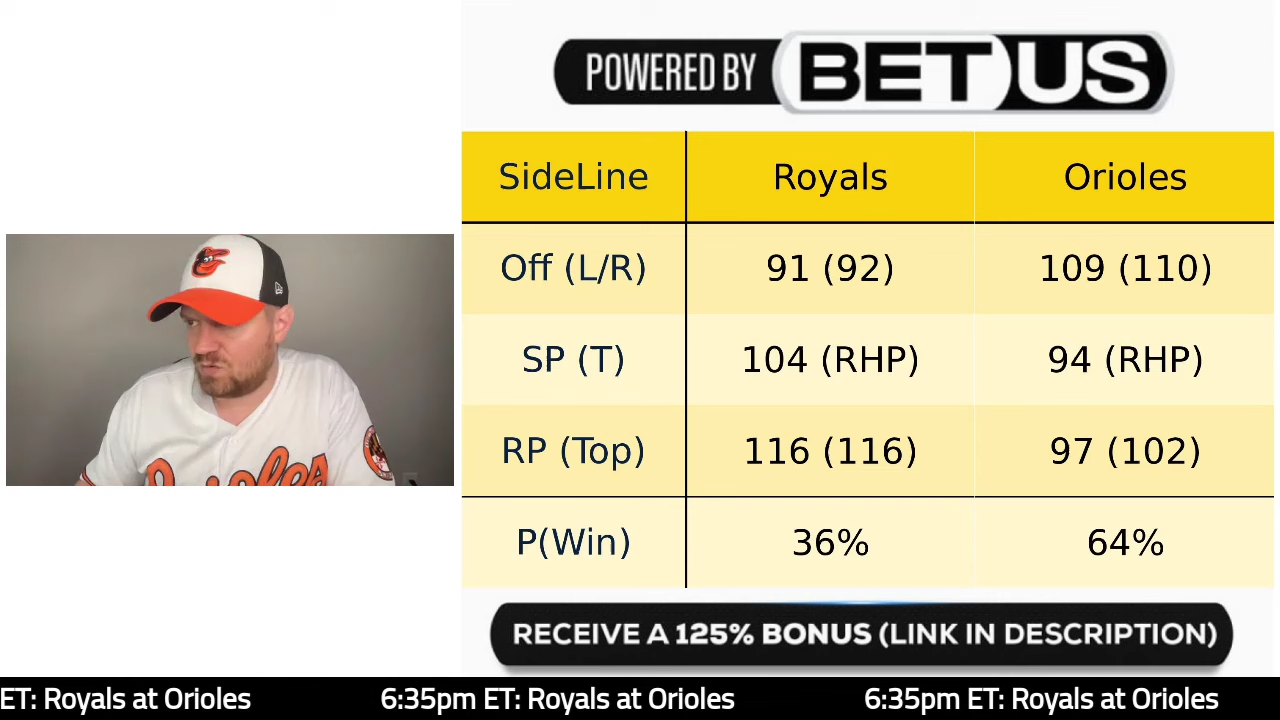 POWERED BY BETUS
SideLine Royals Orioles
Off (L/R) 91 (92) 109 (110)
SP (T) 104 (RHP) 94 (RHP)
RP (Top) 116 (116) 97 (102)
P(Win) 36% 64%
Orioles
RECEIVE A 125% BONUS (LINK IN DESCRIPTION)
ET: Royals at Orioles 6:35pm ET: Royals at Orioles 6:35pm ET: Royals at Orioles